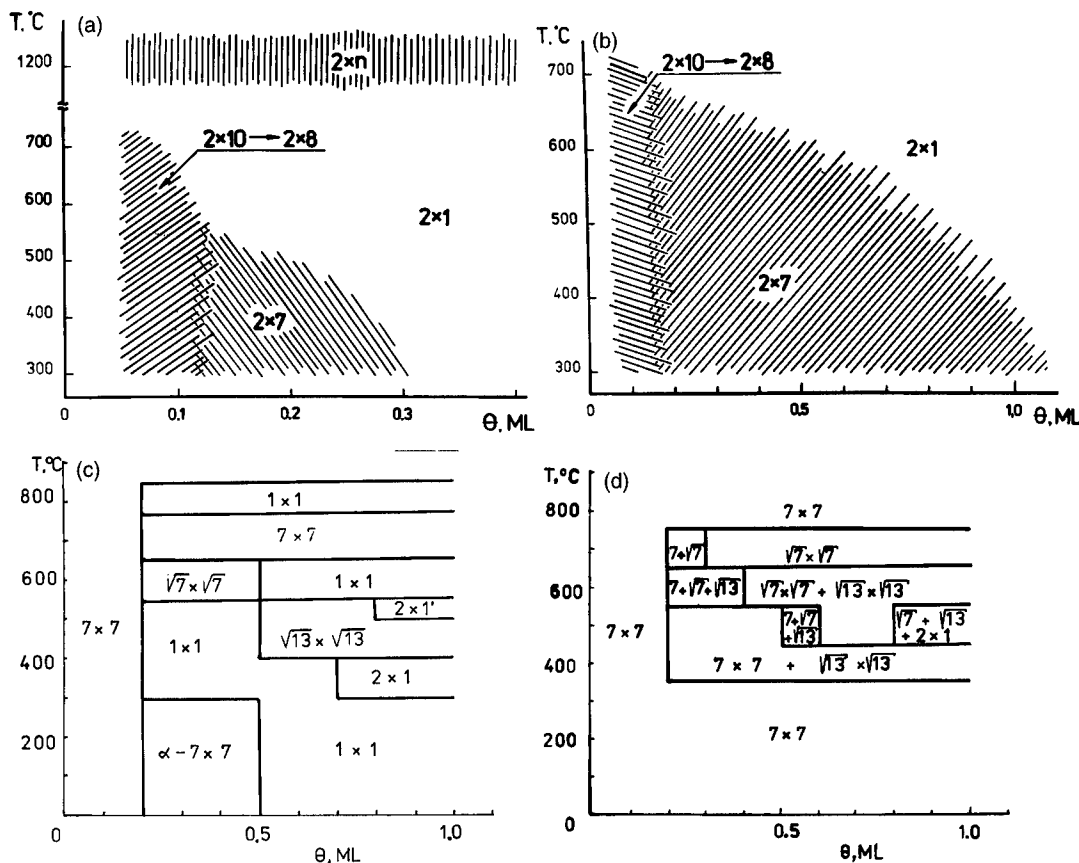 T,°C (a)
1200
2×n
700
2×10 → 2×8
600
2×1
500
400
2×7
300
0 0.1 0.2 0.3 θ, ML
T,°C (b)
2×10 → 2×8
700
2×1
600
500
400
2×7
300
0 0.5 1.0 θ, ML
T,°C (c)
800
1 × 1
7 × 7
600
√7 × √7
1 × 1
2 × 1'
7 × 7
1 × 1
√13 × √13
400
2 × 1
200
α – 7 × 7
1 × 1
0 0.5 1.0
θ, ML
T,°C (d)
800
7 × 7
7+√7
√7 × √7
600
7+√7+√13
√7×√7 + √13 × √13
7+√7
+√13
√7 + √13
+ 2 × 1
7 × 7
400
7 × 7 + √13 × √13
200
7 × 7
0
0.5 1.0
θ, ML